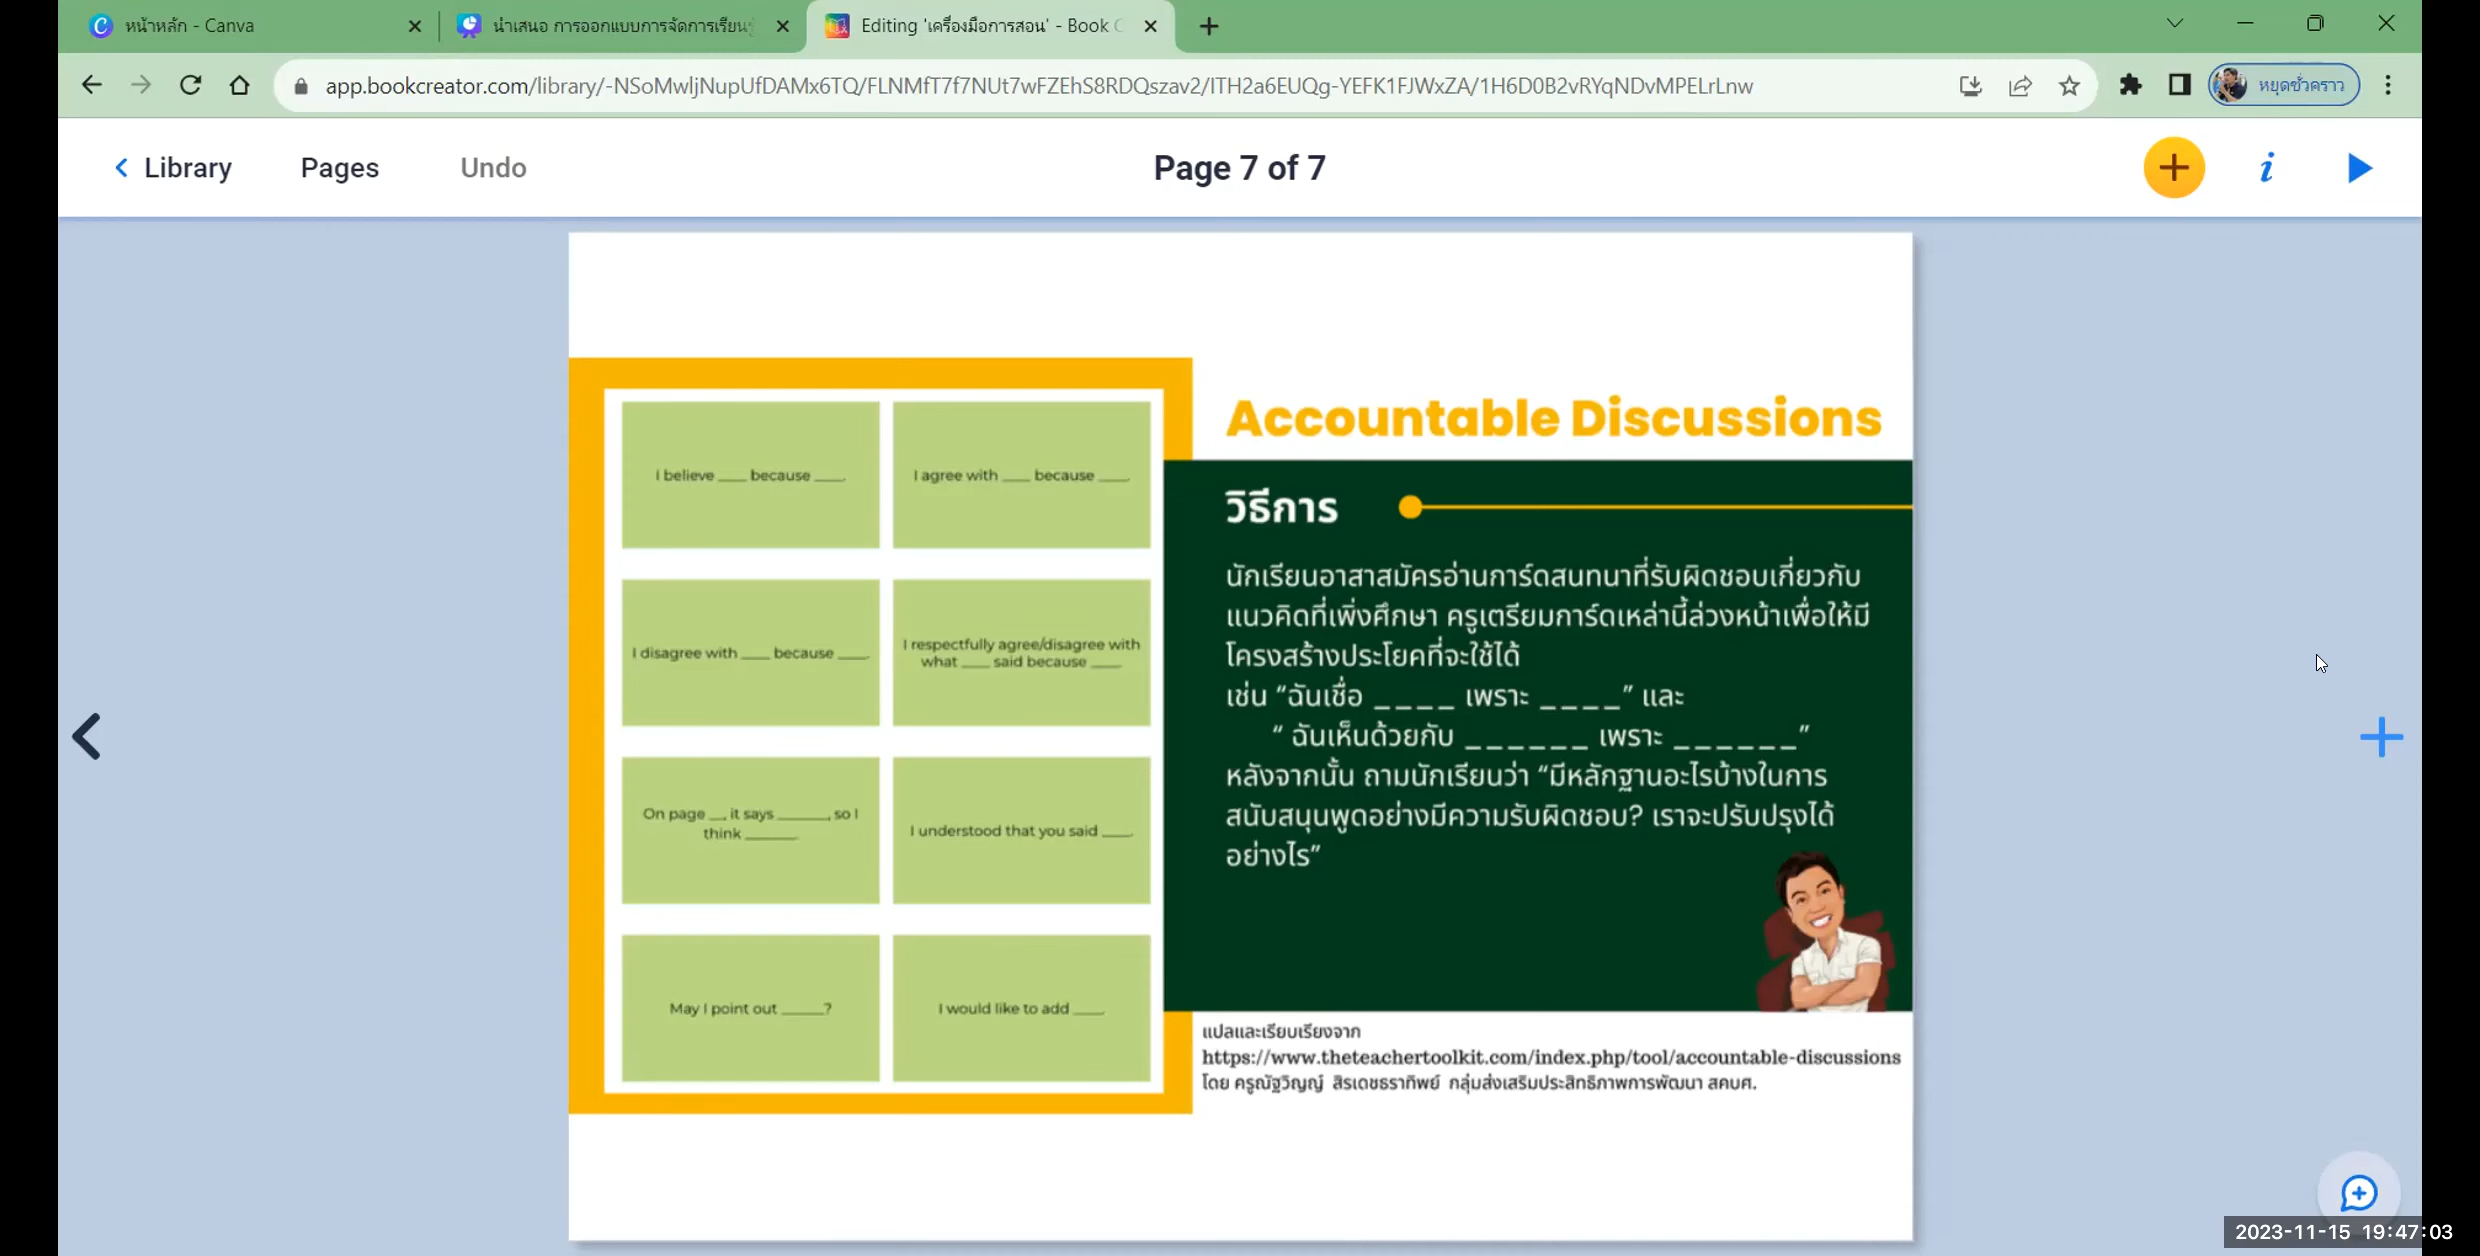 หน้าหลัก - Canva
นำเสนอ การออกแบบการจัดการเรียนรู้
Editing 'เครื่องมือการสอน' - Book C
app.bookcreator.com/library/-NSoMwljNupUfDAMx6TQ/FLNMfT7f7NUt7wFZEhS8RDQszav2/ITH2a6EUQg-YEFK1FJWxZA/1H6D0B2vRYqNDvMPELrLnw
หยุดชั่วคราว
Library
Pages
Undo
Page 7 of 7
I believe ____ because ____.
I agree with ____ because ____.
I disagree with ____ because ____.
I respectfully agree/disagree with
what ____ said because ____.
On page __, it says _______, so I
think _______.
I understood that you said ____.
May I point out ______?
I would like to add ____.
Accountable Discussions
วิธีการ
นักเรียนอาสาสมัครอ่านการ์ดสนทนาที่รับผิดชอบเกี่ยวกับ
แนวคิดที่เพิ่งศึกษา ครูเตรียมการ์ดเหล่านี้ล่วงหน้าเพื่อให้มี
โครงสร้างประโยคที่จะใช้ได้
เช่น “ฉันเชื่อ ____ เพราะ ____” และ
“ ฉันเห็นด้วยกับ ______ เพราะ ______”
หลังจากนั้น ถามนักเรียนว่า “มีหลักฐานอะไรบ้างในการ
สนับสนุนพูดอย่างมีความรับผิดชอบ? เราจะปรับปรุงได้
อย่างไร”
แปลและเรียบเรียงจาก
https://www.theteachertoolkit.com/index.php/tool/accountable-discussions
โดย ครูณัฐวิญญ์ สิรเดชธราทิพย์ กลุ่มส่งเสริมประสิทธิภาพการพัฒนา สคบศ.
2023-11-15 19:47:03